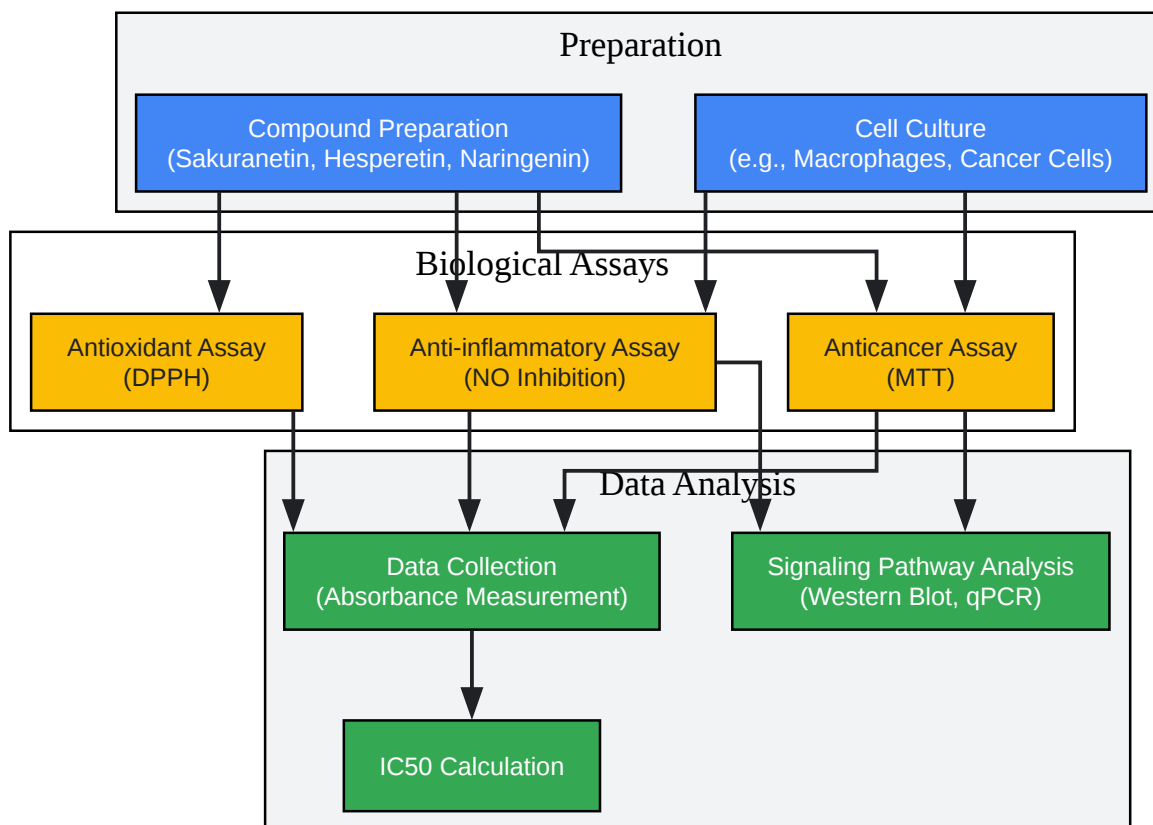 Preparation
Compound Preparation
(Sakuranetin, Hesperetin, Naringenin)
Cell Culture
(e.g., Macrophages, Cancer Cells)
Biological Assays
Antioxidant Assay
(DPPH)
Anti-inflammatory Assay
(NO Inhibition)
Anticancer Assay
(MTT)
Data Analysis
Data Collection
(Absorbance Measurement)
Signaling Pathway Analysis
(Western Blot, qPCR)
IC50 Calculation